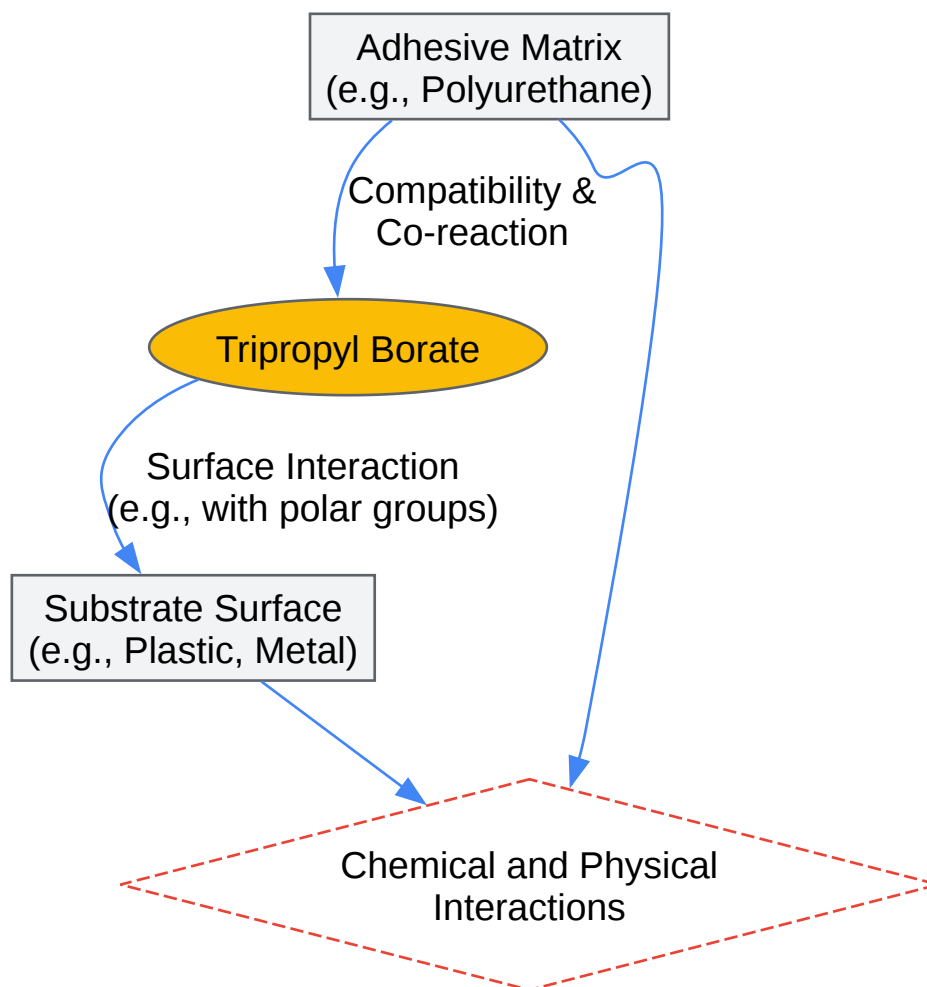 Adhesive Matrix
(e.g., Polyurethane)
Compatibility &
Co-reaction
Tripropyl Borate
Surface Interaction
(e.g., with polar groups)
Substrate Surface
(e.g., Plastic, Metal)
Chemical and Physical
Interactions